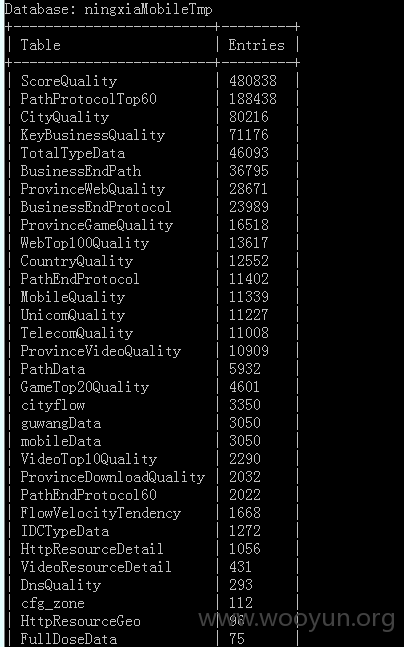 Database: ningxiaMobileTmp
+-----------------------+---------+
| Table | Entries |
+-----------------------+---------+
| ScoreQuality | 480838 |
| PathProtocolTop60 | 188438 |
| CityQuality | 80216 |
| KeyBusinessQuality | 71176 |
| TotalTypeData | 46093 |
| BusinessEndPath | 36795 |
| ProvinceWebQuality | 28671 |
| BusinessEndProtocol | 23989 |
| ProvinceGameQuality | 16518 |
| WebTop100Quality | 13617 |
| CountryQuality | 12552 |
| PathEndProtocol | 11402 |
| MobileQuality | 11339 |
| UnicomQuality | 11227 |
| TelecomQuality | 11008 |
| ProvinceVideoQuality | 10909 |
| PathData | 5932 |
| GameTop20Quality | 4601 |
| cityflow | 3350 |
| guwangData | 3050 |
| mobileData | 3050 |
| VideoTop10Quality | 2290 |
| ProvinceDownloadQuality | 2032 |
| PathEndProtocol60 | 2022 |
| FlowVelocityTendency | 1668 |
| IDCTypeData | 1272 |
| HttpResourceDetail | 1056 |
| VideoResourceDetail | 431 |
| DnsQuality | 293 |
| cfg_zone | 112 |
| HttpResourceGeo | 96 |
| FullDoseData | 75 |
www.wooyun.org